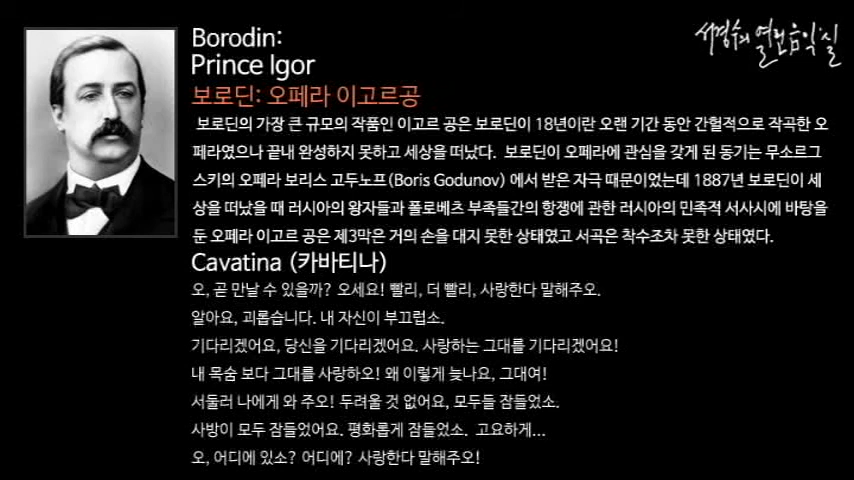 서경수의 열린음악실
Borodin:
Prince Igor
보로딘: 오페라 이고르공
보로딘의 가장 큰 규모의 작품인 이고르 공은 보로딘이 18년이란 오랜 기간 동안 간헐적으로 작곡한 오
페라였으나 끝내 완성하지 못하고 세상을 떠났다. 보로딘이 오페라에 관심을 갖게 된 동기는 무소르그
스키의 오페라 보리스 고두노프(Boris Godunov) 에서 받은 자극 때문이었는데 1887년 보로딘이 세
상을 떠났을 때 러시아의 왕자들과 폴로베츠 부족들간의 항쟁에 관한 러시아의 민족적 서사시에 바탕을
둔 오페라 이고르 공은 제3막은 거의 손을 대지 못한 상태였고 서곡은 착수조차 못한 상태였다.
Cavatina (카바티나)
오, 곧 만날 수 있을까? 오세요! 빨리, 더 빨리, 사랑한다 말해주오.
알아요, 괴롭습니다. 내 자신이 부끄럽소.
기다리겠어요, 당신을 기다리겠어요. 사랑하는 그대를 기다리겠어요!
내 목숨 보다 그대를 사랑하오! 왜 이렇게 늦나요, 그대여!
서둘러 나에게 와 주오! 두려울 것 없어요, 모두들 잠들었소.
사방이 모두 잠들었어요. 평화롭게 잠들었소. 고요하게...
오, 어디에 있소? 어디에? 사랑한다 말해주오!